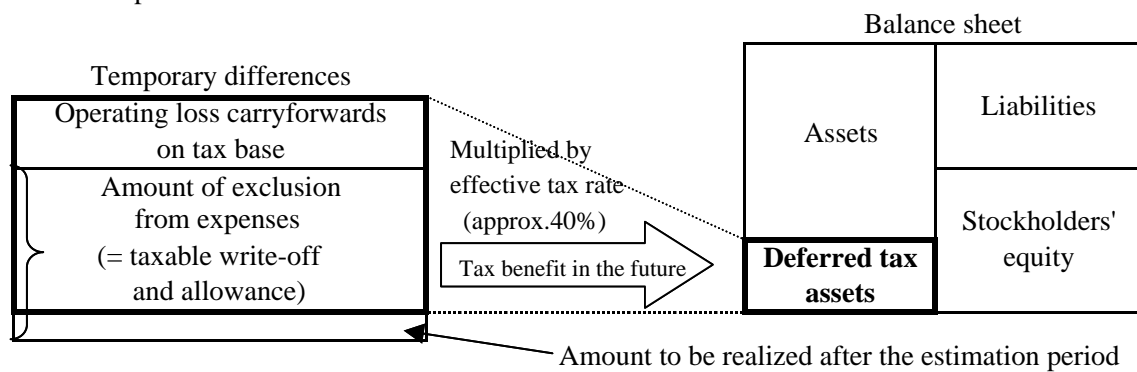 Balance sheet
Temporary differences
Operating loss carryforwards
on tax base
Amount of exclusion
from expenses
(= taxable write-off
and allowance)
Multiplied by
effective tax rate
(approx.40%)
Tax benefit in the future
Assets
Liabilities
Deferred tax
assets
Stockholders'
equity
Amount to be realized after the estimation period